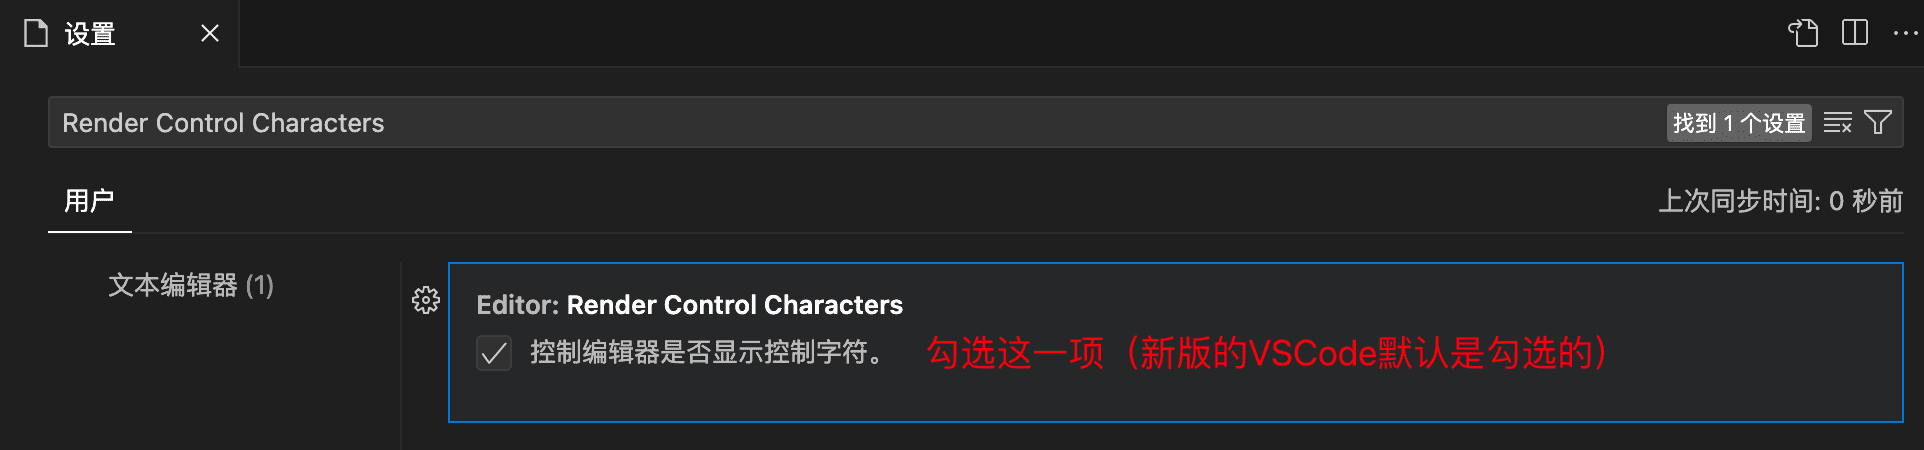 设置
Render Control Characters
找到 1 个设置
用户
上次同步时间: 0 秒前
文本编辑器 (1)
Editor: Render Control Characters
控制编辑器是否显示控制字符。
勾选这一项（新版的VSCode默认是勾选的）